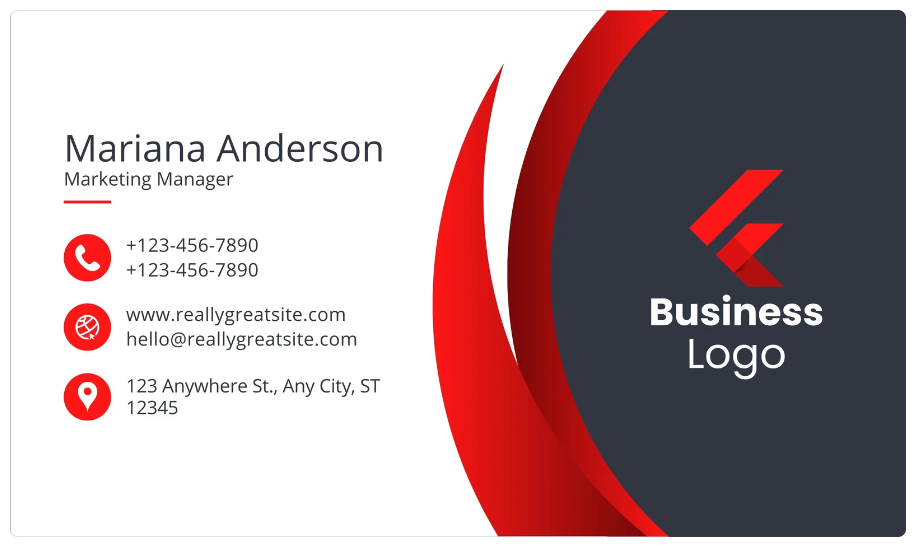 Mariana Anderson
Marketing Manager
+123-456-7890
+123-456-7890
www.reallygreatsite.com
hello@reallygreatsite.com
123 Anywhere St., Any City, ST
12345
Business
Logo